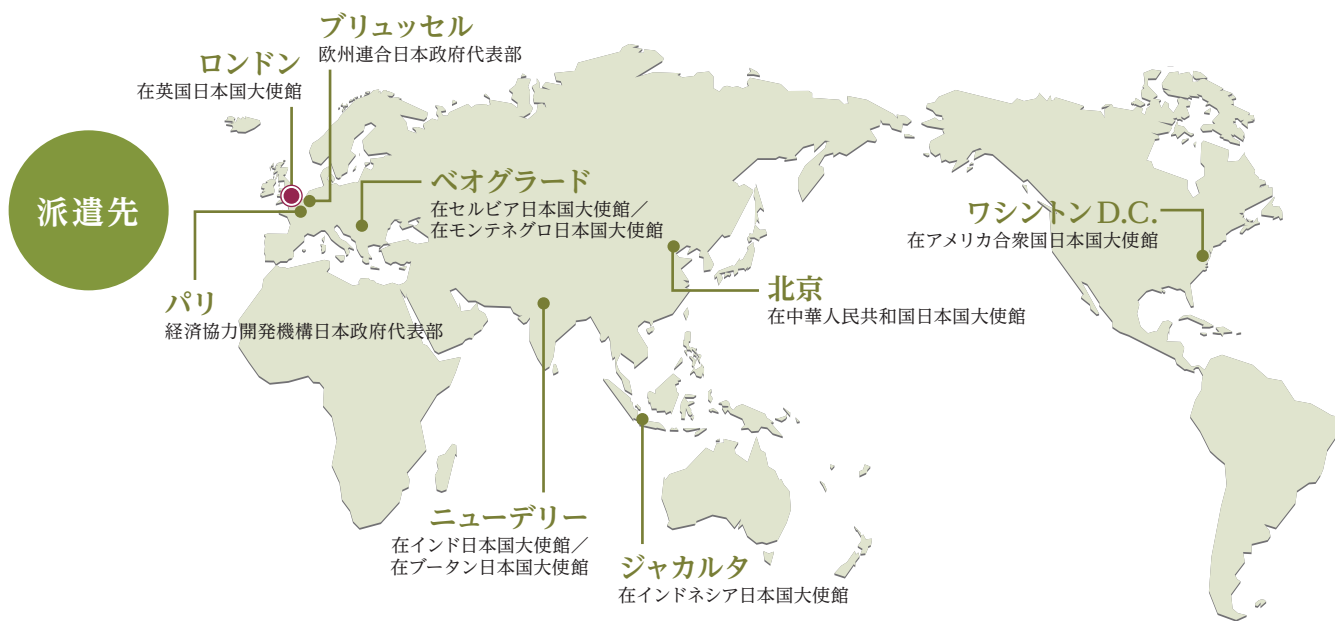 派遣先
ブリュッセル
欧州連合日本政府代表部
ロンドン
在英国日本国大使館
ベオグラード
在セルビア日本国大使館／
在モンテネグロ日本国大使館
ワシントンD.C.
在アメリカ合衆国日本国大使館
パリ
経済協力開発機構日本政府代表部
北京
在中華人民共和国日本国大使館
ニューデリー
在インド日本国大使館／
在ブータン日本国大使館
ジャカルタ
在インドネシア日本国大使館